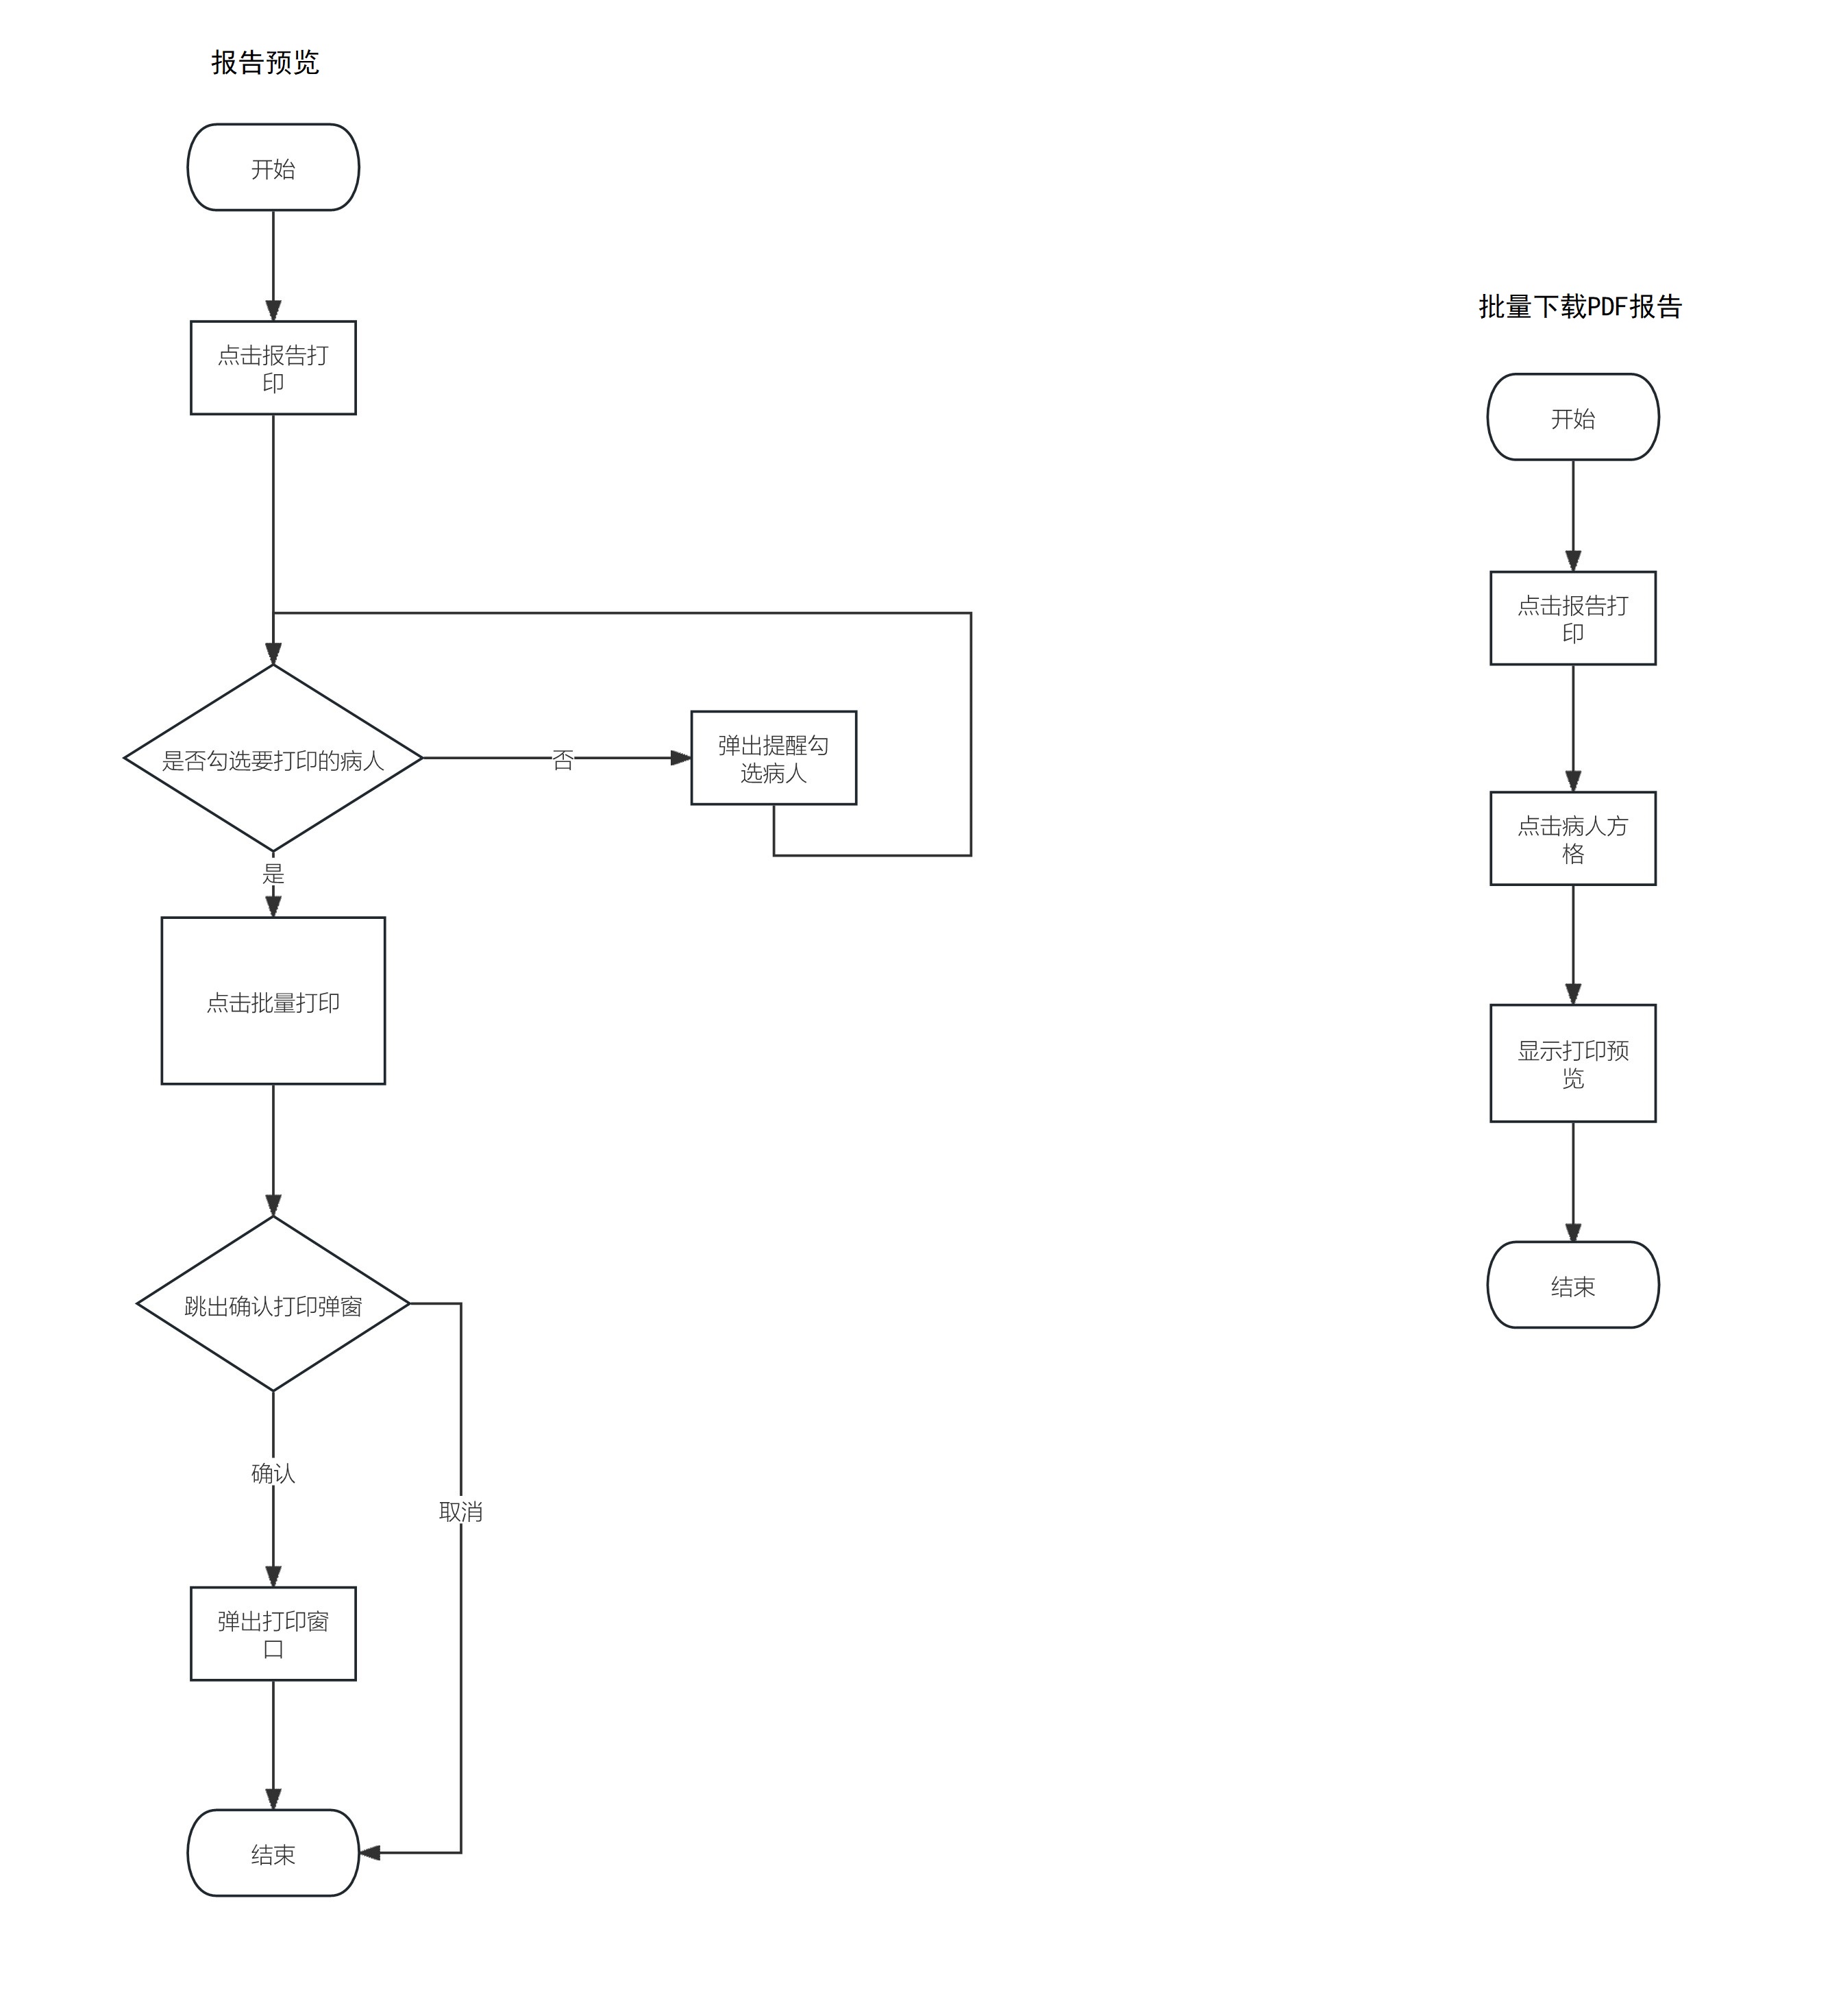 报告预览
开始
点击报告打
印
是否勾选要打印的病人
否
弹出提醒勾
选病人
是
点击批量打印
跳出确认打印弹窗
确认
取消
弹出打印窗
口
结束
批量下载PDF报告
开始
点击报告打
印
点击病人方
格
显示打印预
览
结束